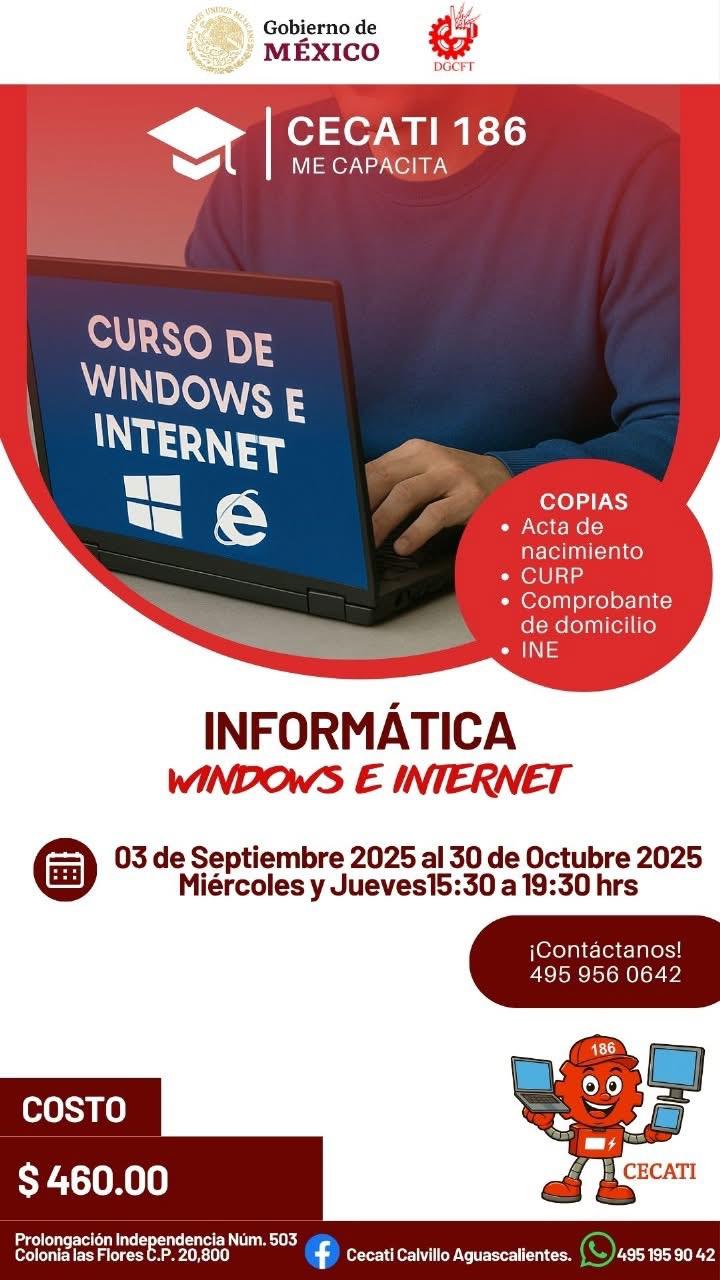 Gobierno de
MÉXICO
DGCFT
CECATI 186
ME CAPACITA
CURSO DE
WINDOWS E
INTERNET
COPIAS
• Acta de
nacimiento
• CURP
• Comprobante
de domicilio
• INE
INFORMÁTICA
WINDOWS E INTERNET
03 de Septiembre 2025 al 30 de Octubre 2025
Miércoles y Jueves15:30 a 19:30 hrs
¡Contáctanos!
495 956 0642
186
CECATI
COSTO
$ 460.00
Prolongación Independencia Núm. 503
Colonia las Flores C.P. 20,800
Cecati Calvillo Aguascalientes.
495 195 90 42